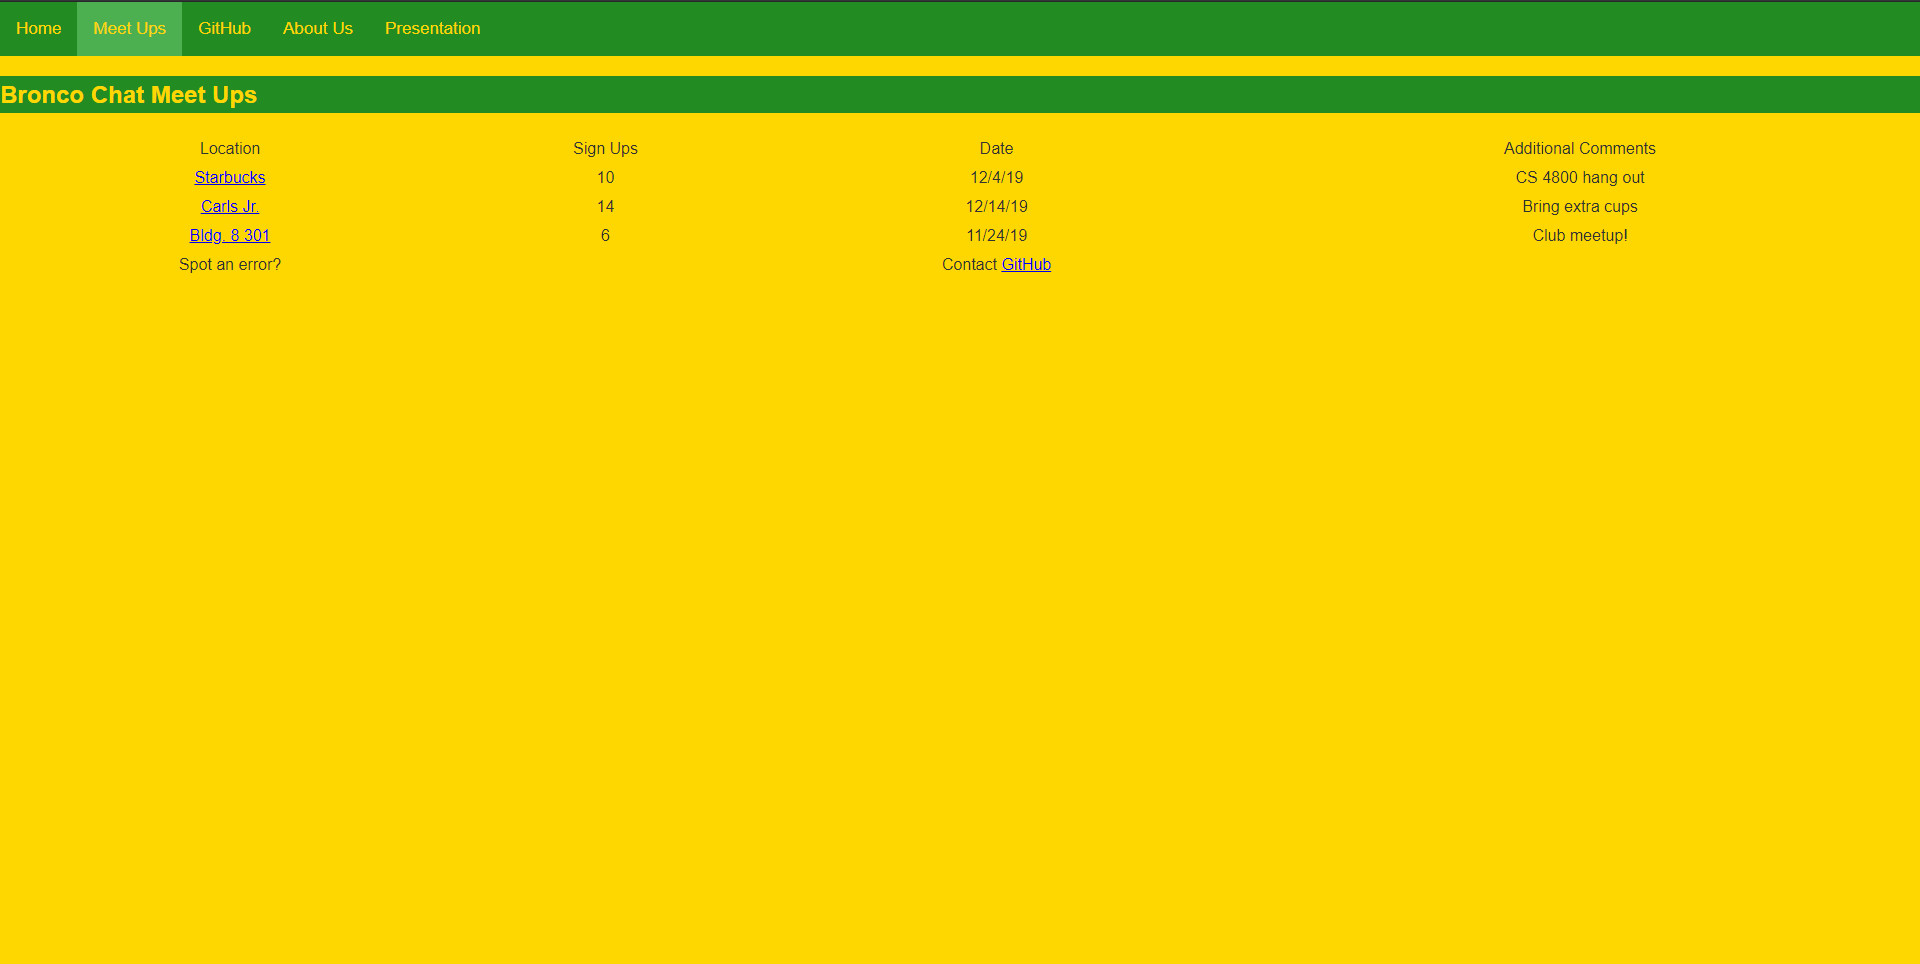 Home Meet Ups GitHub About Us Presentation
Bronco Chat Meet Ups
Location Sign Ups Date Additional Comments
Starbucks 10 12/4/19 CS 4800 hang out
Carls Jr. 14 12/14/19 Bring extra cups
Bldg. 8 301 6 11/24/19 Club meetup!
Spot an error? Contact GitHub